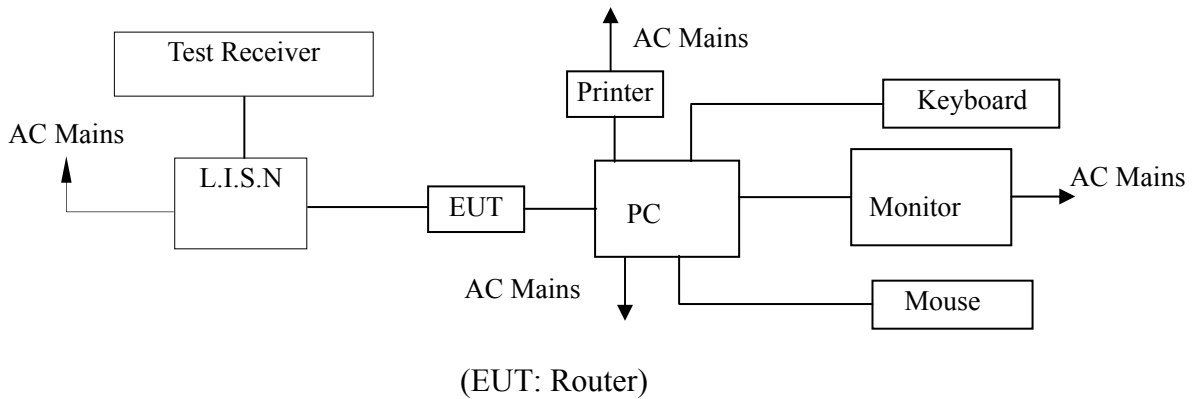 Test Receiver
AC Mains
Printer
Keyboard
AC Mains
L.I.S.N
EUT
PC
Monitor
AC Mains
AC Mains
Mouse
(EUT: Router)